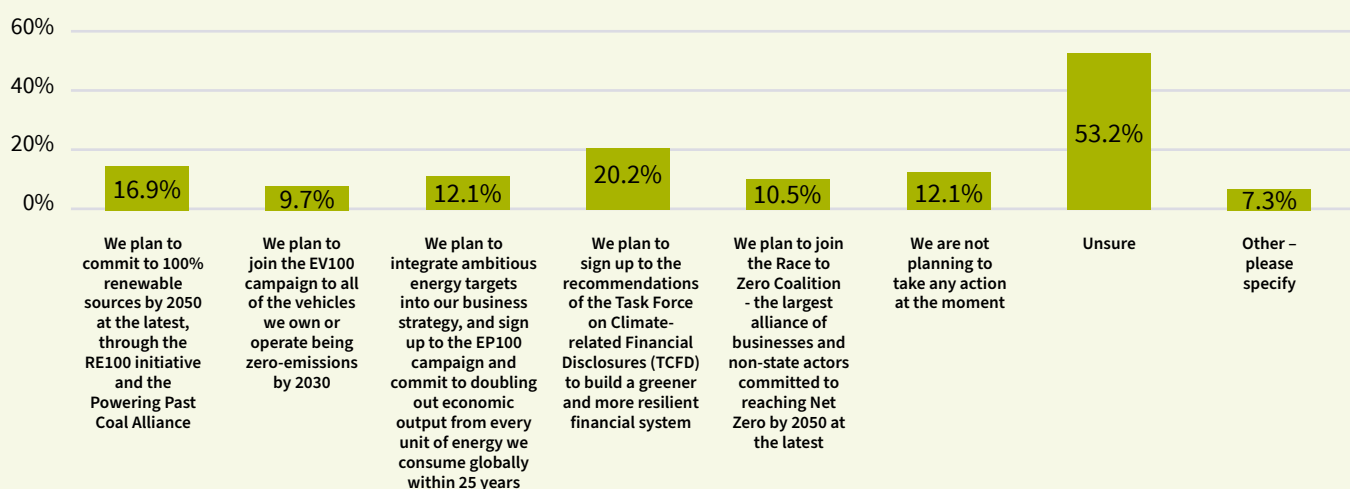 60%
40%
20%
0%
16.9%
9.7%
12.1%
20.2%
10.5%
12.1%
53.2%
7.3%
We plan to
commit to 100%
renewable
sources by 2050
at the latest,
through the
RE100 initiative
and the
Powering Past
Coal Alliance
We plan to
join the EV100
campaign to all
of the vehicles
we own or
operate being
zero-emissions
by 2030
We plan to
integrate ambitious
energy targets
into our business
strategy, and sign
up to the EP100
campaign and
commit to doubling
out economic
output from every
unit of energy we
consume globally
within 25 years
We plan to
sign up to the
recommendations
of the Task Force
on Climate-
related Financial
Disclosures (TCFD)
to build a greener
and more resilient
financial system
We plan to join
the Race to
Zero Coalition
- the largest
alliance of
businesses and
non-state actors
committed to
reaching Net
Zero by 2050 at
the latest
We are not
planning to
take any action
at the moment
Unsure
Other –
please
specify